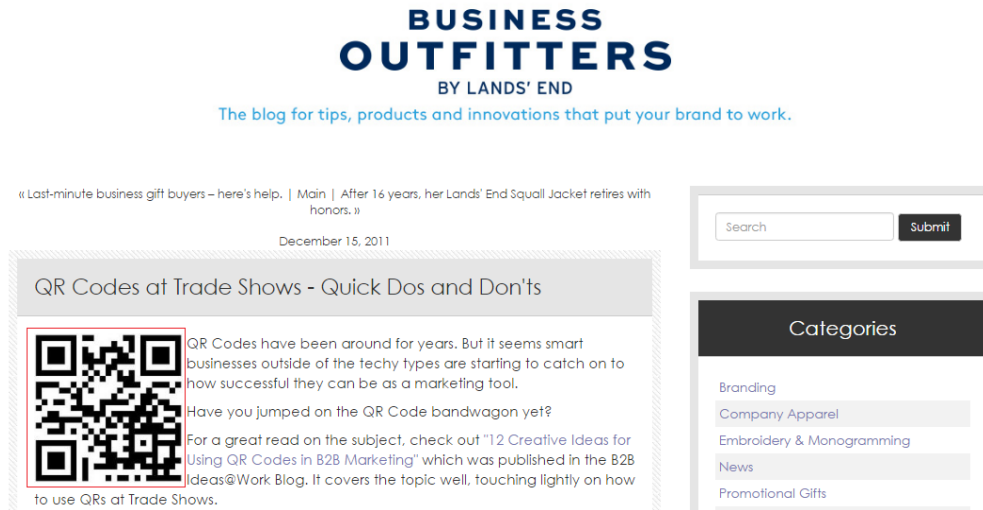 BUSINESS
OUTFITTERS
BY LANDS' END
The blog for tips, products and innovations that put your brand to work.
« Last-minute business gift buyers – here's help. | Main | After 16 years, her Lands' End Squall Jacket retires with
honors. »
December 15, 2011
QR Codes at Trade Shows - Quick Dos and Don'ts
QR Codes have been around for years. But it seems smart
businesses outside of the techy types are starting to catch on to
how successful they can be as a marketing tool.
Have you jumped on the QR Code bandwagon yet?
For a great read on the subject, check out "12 Creative Ideas for
Using QR Codes in B2B Marketing" which was published in the B2B
Ideas@Work Blog. It covers the topic well, touching lightly on how
to use QRs at Trade Shows.
Search
Submit
Categories
Branding
Company Apparel
Embroidery & Monogramming
News
Promotional Gifts